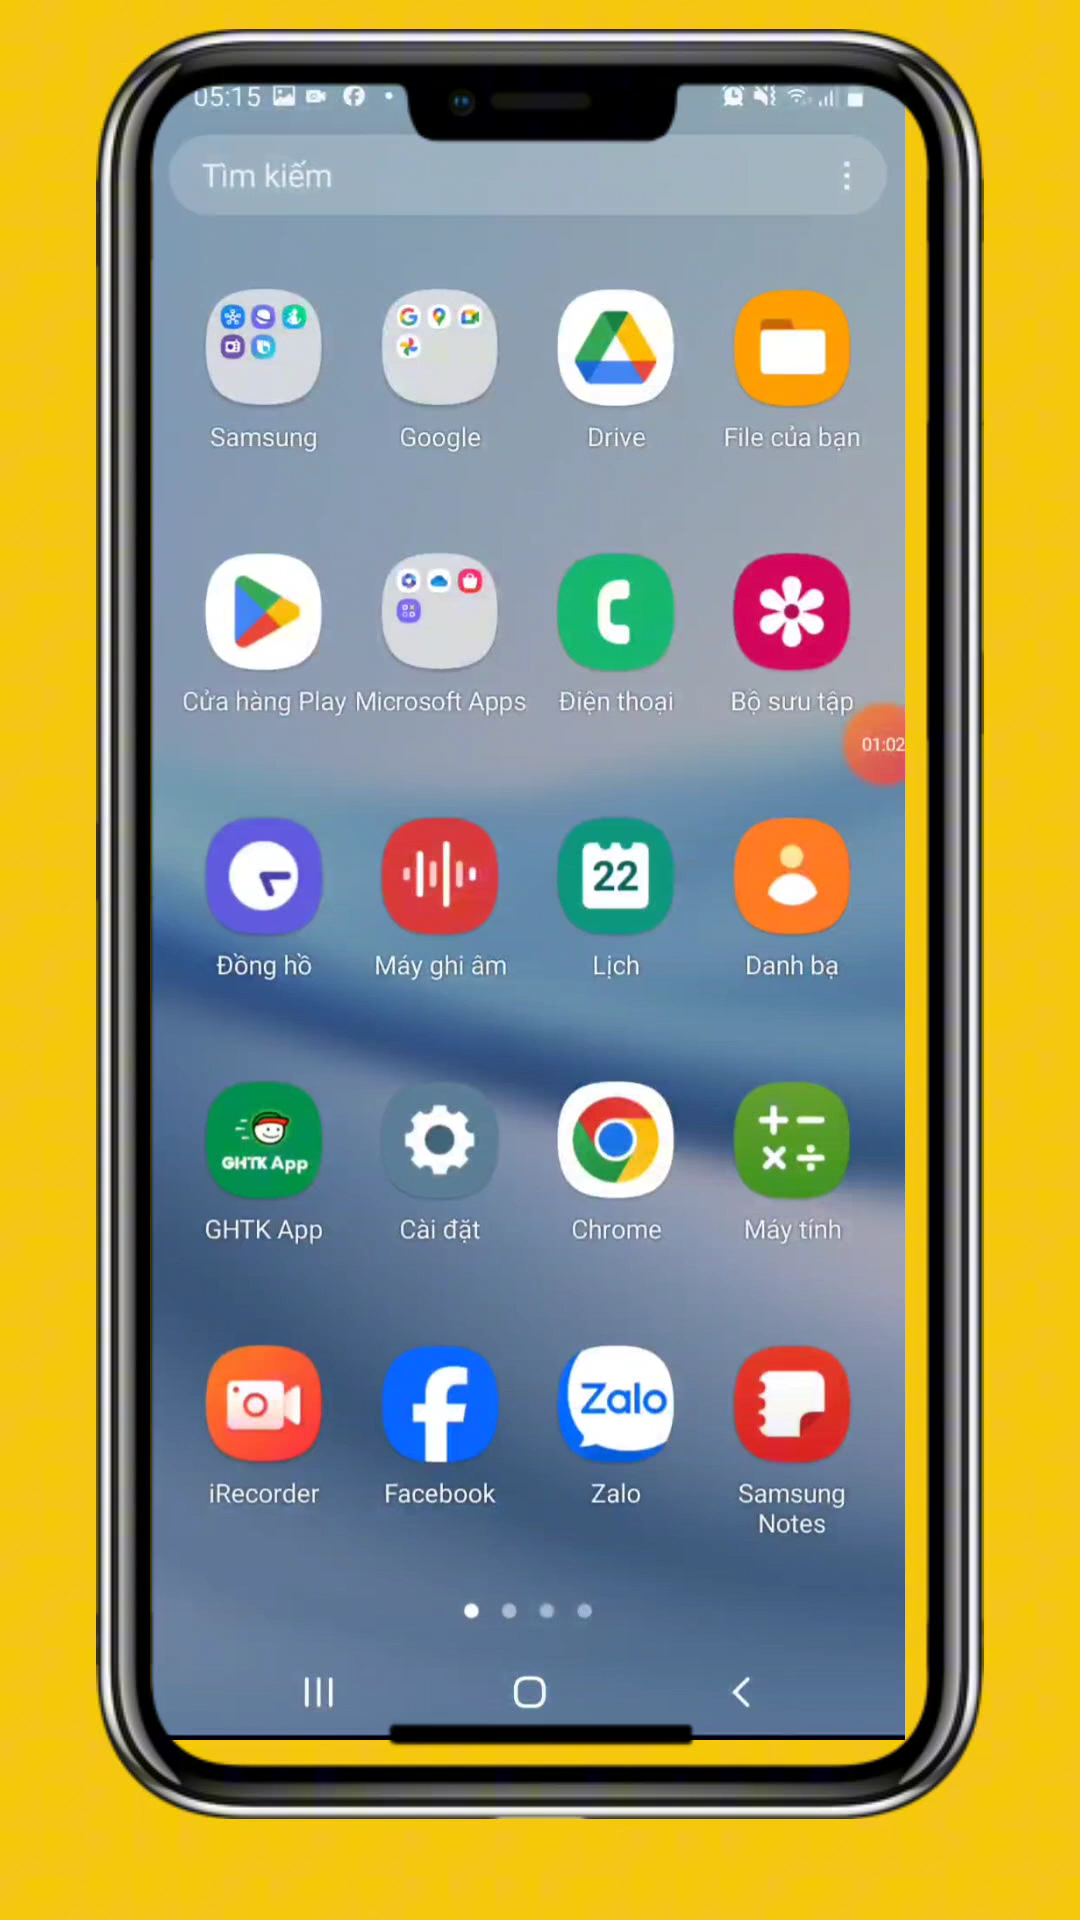 05:15
Tìm kiếm
Samsung
Google
Drive
File của bạn
Cửa hàng Play
Microsoft Apps
Điện thoại
Bộ sưu tập
01:02
22
Đồng hồ
Máy ghi âm
Lịch
Danh bạ
GHTK App
GHTK App
Cài đặt
Chrome
Máy tính
Zalo
iRecorder
Facebook
Zalo
Samsung
Notes